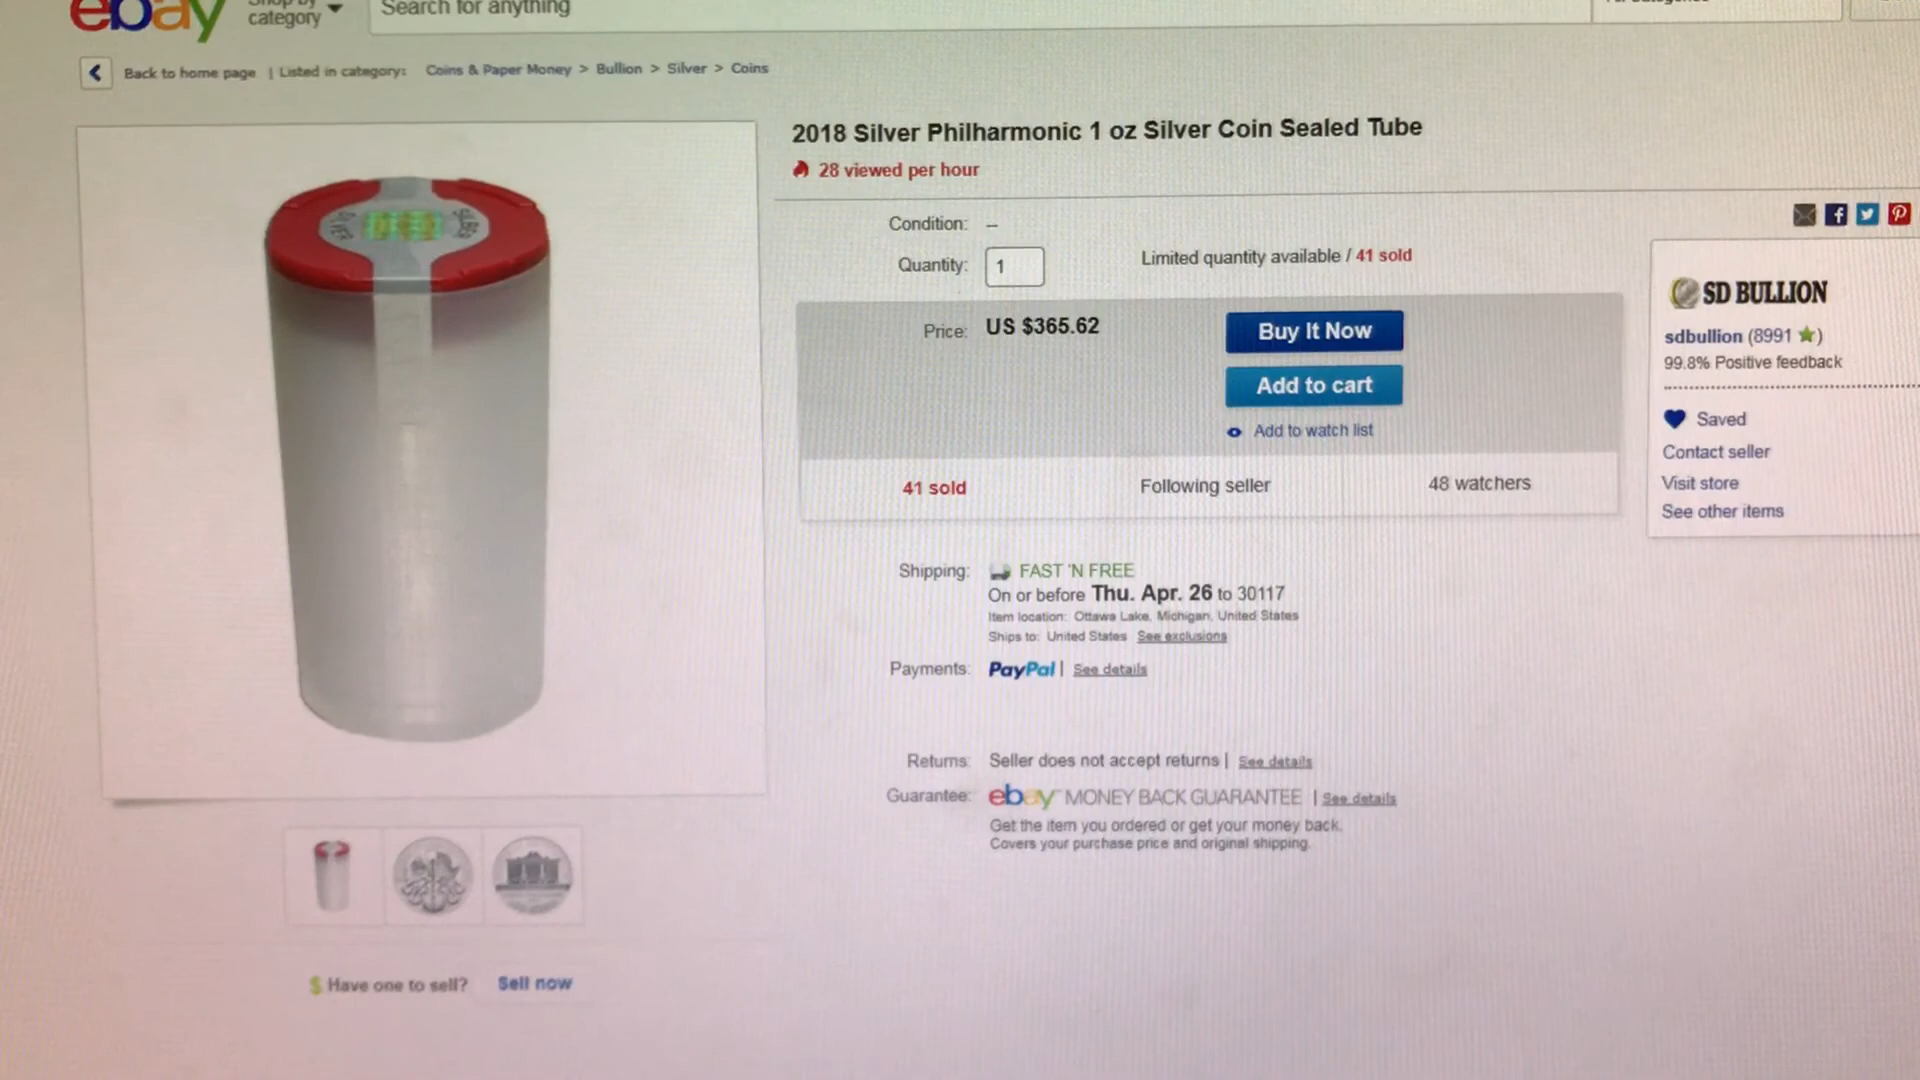 ebay
category
Search for anything
Back to home page | Listed in category: Coins & Paper Money > Bullion > Silver > Coins
2018 Silver Philharmonic 1 oz Silver Coin Sealed Tube
28 viewed per hour
Condition: –
Quantity: 1
Limited quantity available / 41 sold
Price: US $365.62
Buy It Now
Add to cart
Add to watch list
41 sold
Following seller
48 watchers
SD BULLION
sdbullion (8991)
99.8% Positive feedback
Saved
Contact seller
Visit store
See other items
Shipping: FAST 'N FREE
On or before Thu. Apr. 26 to 30117
Item location: Ottawa Lake, Michigan, United States
Ships to: United States See exclusions
Payments: PayPal | See details
Returns: Seller does not accept returns | See details
Guarantee: ebay MONEY BACK GUARANTEE | See details
Get the item you ordered or get your money back.
Covers your purchase price and original shipping.
$ Have one to sell? Sell now